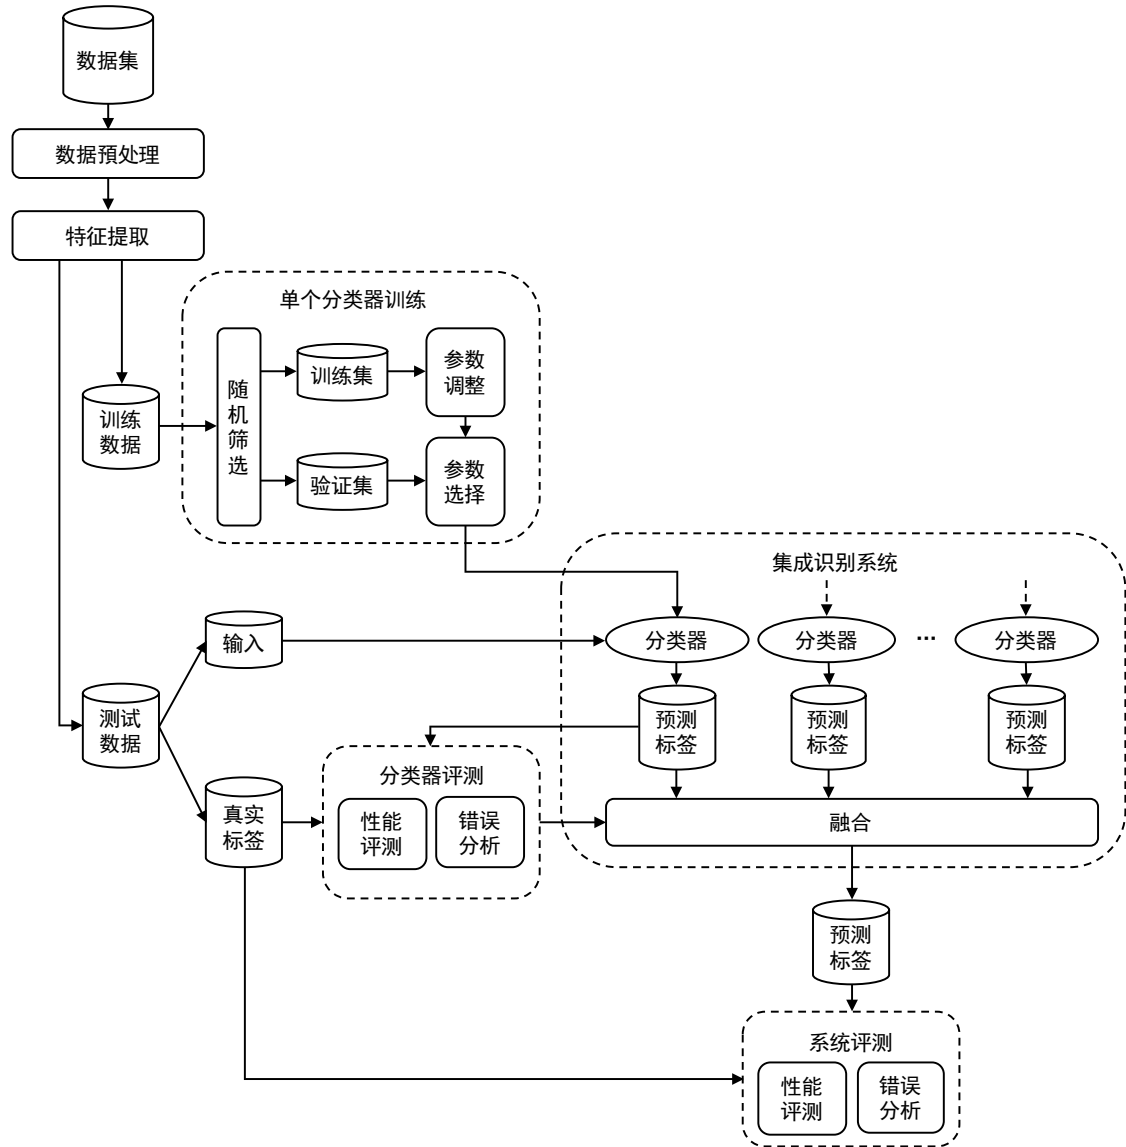 数据集
数据預处理
特征提取
单个分类器训练
随
机
筛
选
训练集
参数
调整
训练
数据
验证集
参数
选择
集成识别系统
输入
分类器
分类器
...
分类器
测试
数据
预测
标签
预测
标签
预测
标签
分类器评测
真实
标签
性能
评测
错误
分析
融合
预测
标签
系统评测
性能
评测
错误
分析